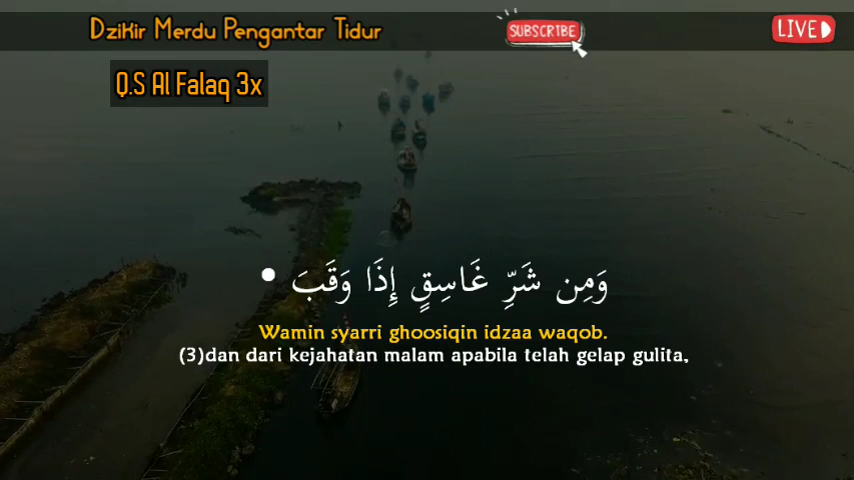 Dzikir Merdu Pengantar Tidur
SUBSCRIBE
LIVE
Q.S Al Falaq 3x
وَمِن شَرِّ غَاسِقٍ إِذَا وَقَبَ •
Wamin syarri ghoosiqin idzaa waqob.
(3)dan dari kejahatan malam apabila telah gelap gulita,